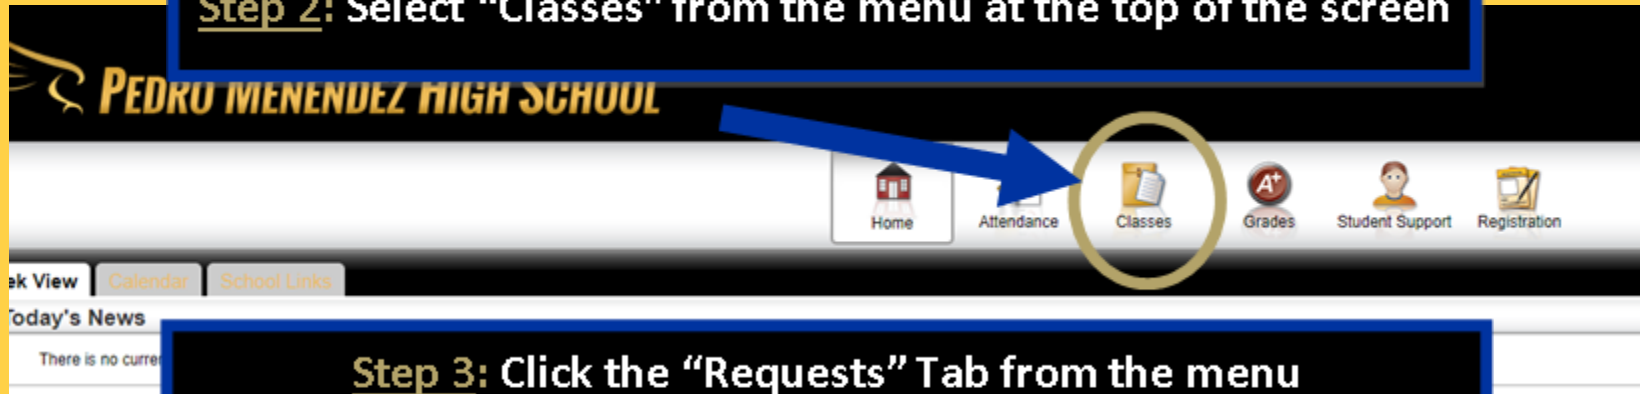 Step 2: Select “Classes” from the menu at the top of the screen
PEDRO MENENDEZ HIGH SCHOOL
Home Attendance Classes Grades Student Support Registration
ek View Calendar School Links
Today's News
There is no curre
Step 3: Click the “Requests” Tab from the menu